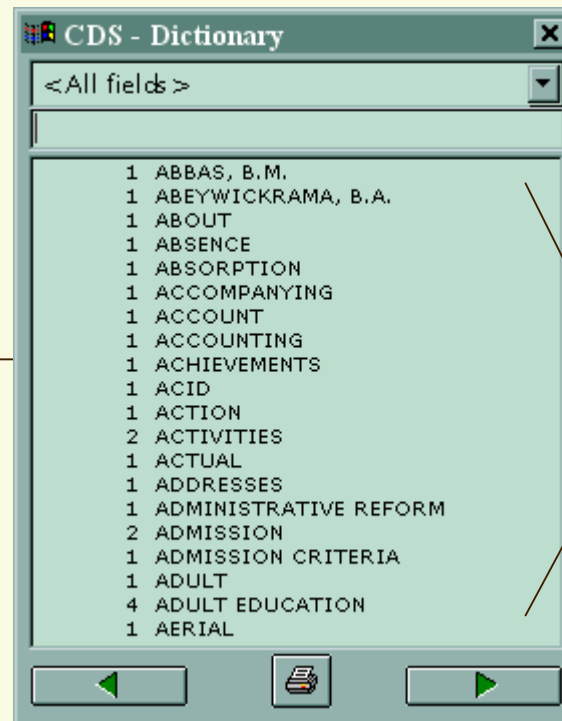 CDS - Dictionary
<All fields>
1 ABBAS, B.M.
1 ABEYWICKRAMA, B.A.
1 ABOUT
1 ABSENCE
1 ABSORPTION
1 ACCOMPANYING
1 ACCOUNT
1 ACCOUNTING
1 ACHIEVEMENTS
1 ACID
1 ACTION
2 ACTIVITIES
1 ACTUAL
1 ADDRESSES
1 ADMINISTRATIVE REFORM
2 ADMISSION
1 ADMISSION CRITERIA
1 ADULT
4 ADULT EDUCATION
1 AERIAL